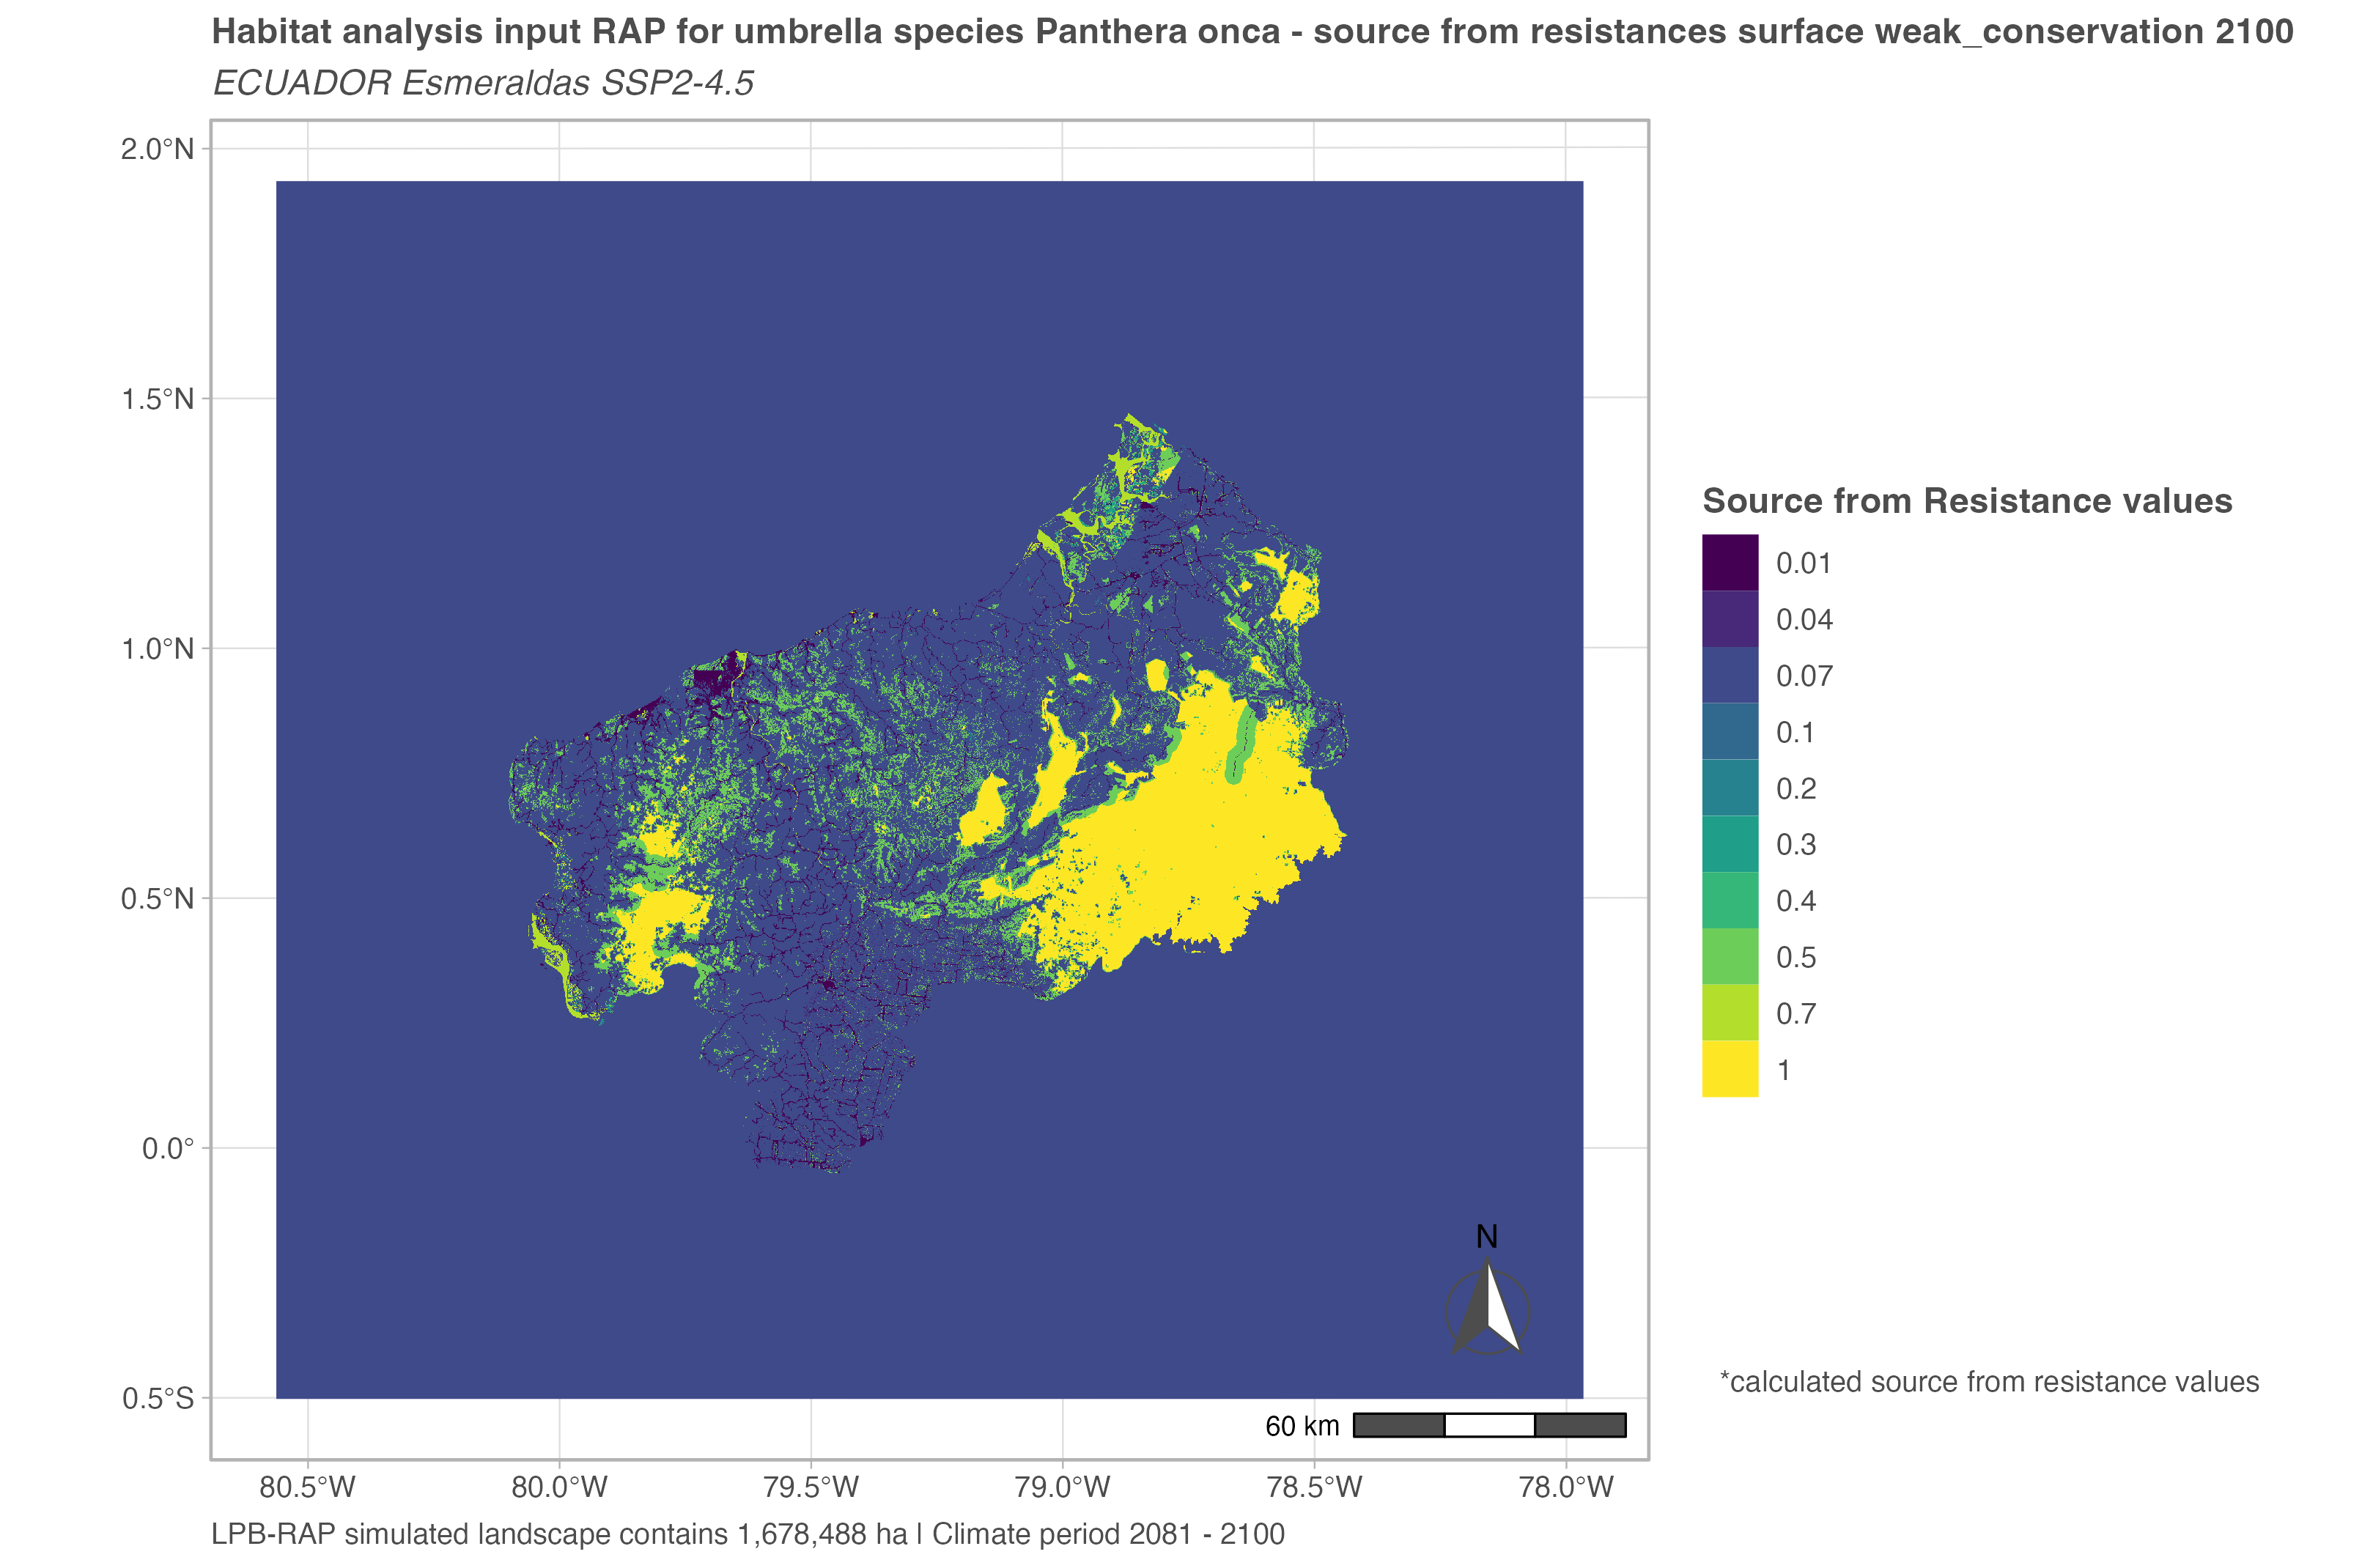 Habitat analysis input RAP for umbrella species Panthera onca - source from resistances surface weak_conservation 2100
ECUADOR Esmeraldas SSP2-4.5
2.0°N
1.5°N
1.0°N
0.5°N
0.0°
0.5°S
80.5°W
80.0°W
79.5°W
79.0°W
78.5°W
78.0°W
N
60 km
Source from Resistance values
0.01
0.04
0.07
0.1
0.2
0.3
0.4
0.5
0.7
1
*calculated source from resistance values
LPB-RAP simulated landscape contains 1,678,488 ha | Climate period 2081 - 2100